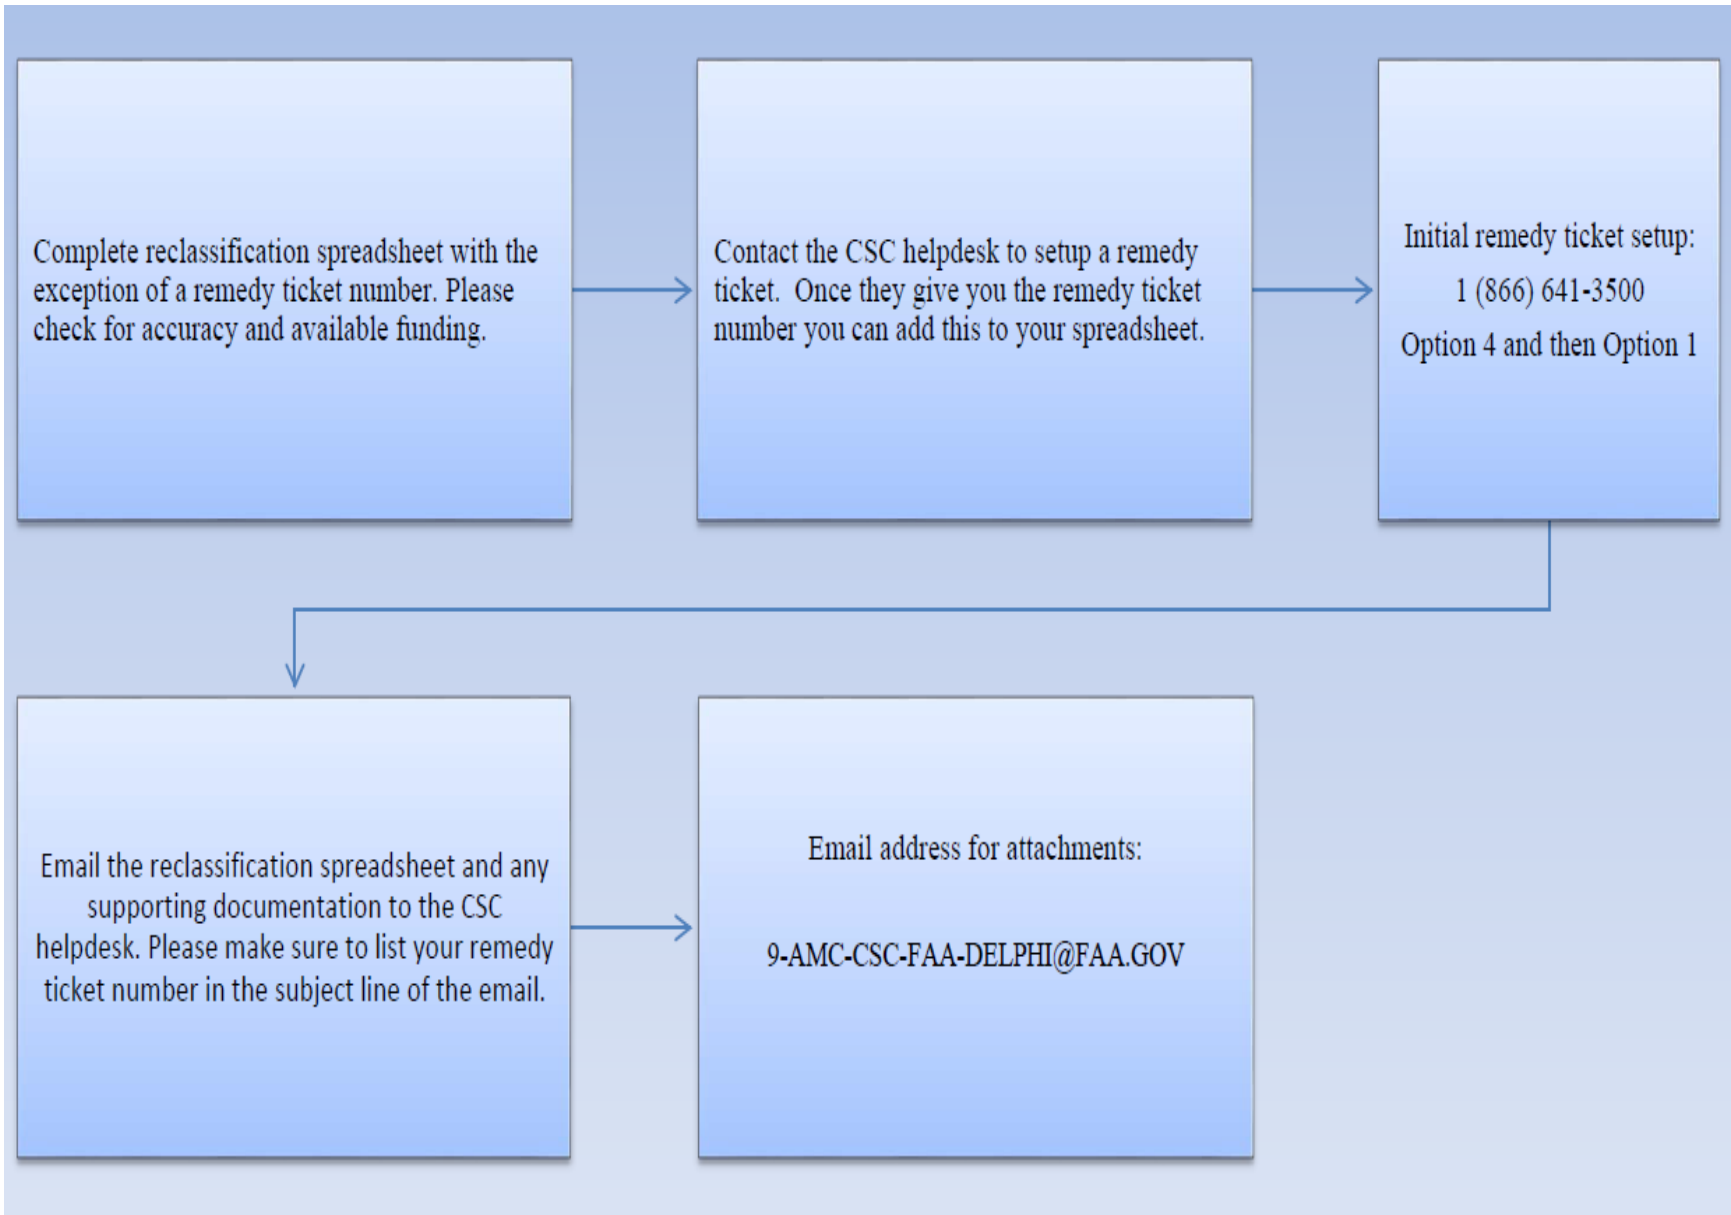 Complete reclassification spreadsheet with the
exception of a remedy ticket number. Please
check for accuracy and available funding.
Contact the CSC helpdesk to setup a remedy
ticket.  Once they give you the remedy ticket
number you can add this to your spreadsheet.
Initial remedy ticket setup:
1 (866) 641-3500
Option 4 and then Option 1
Email the reclassification spreadsheet and any
supporting documentation to the CSC
helpdesk. Please make sure to list your remedy
ticket number in the subject line of the email.
Email address for attachments:
9-AMC-CSC-FAA-DELPHI@FAA.GOV